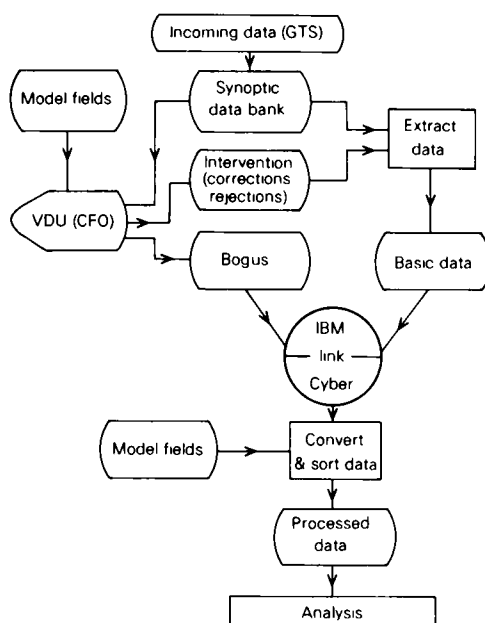 Incoming data (GTS)
Model fields
Synoptic
data bank
Extract
data
Intervention
(corrections
rejections)
VDU (CFO)
Bogus
Basic data
IBM
link
Cyber
Model fields
Convert
& sort data
Processed
data
Analysis